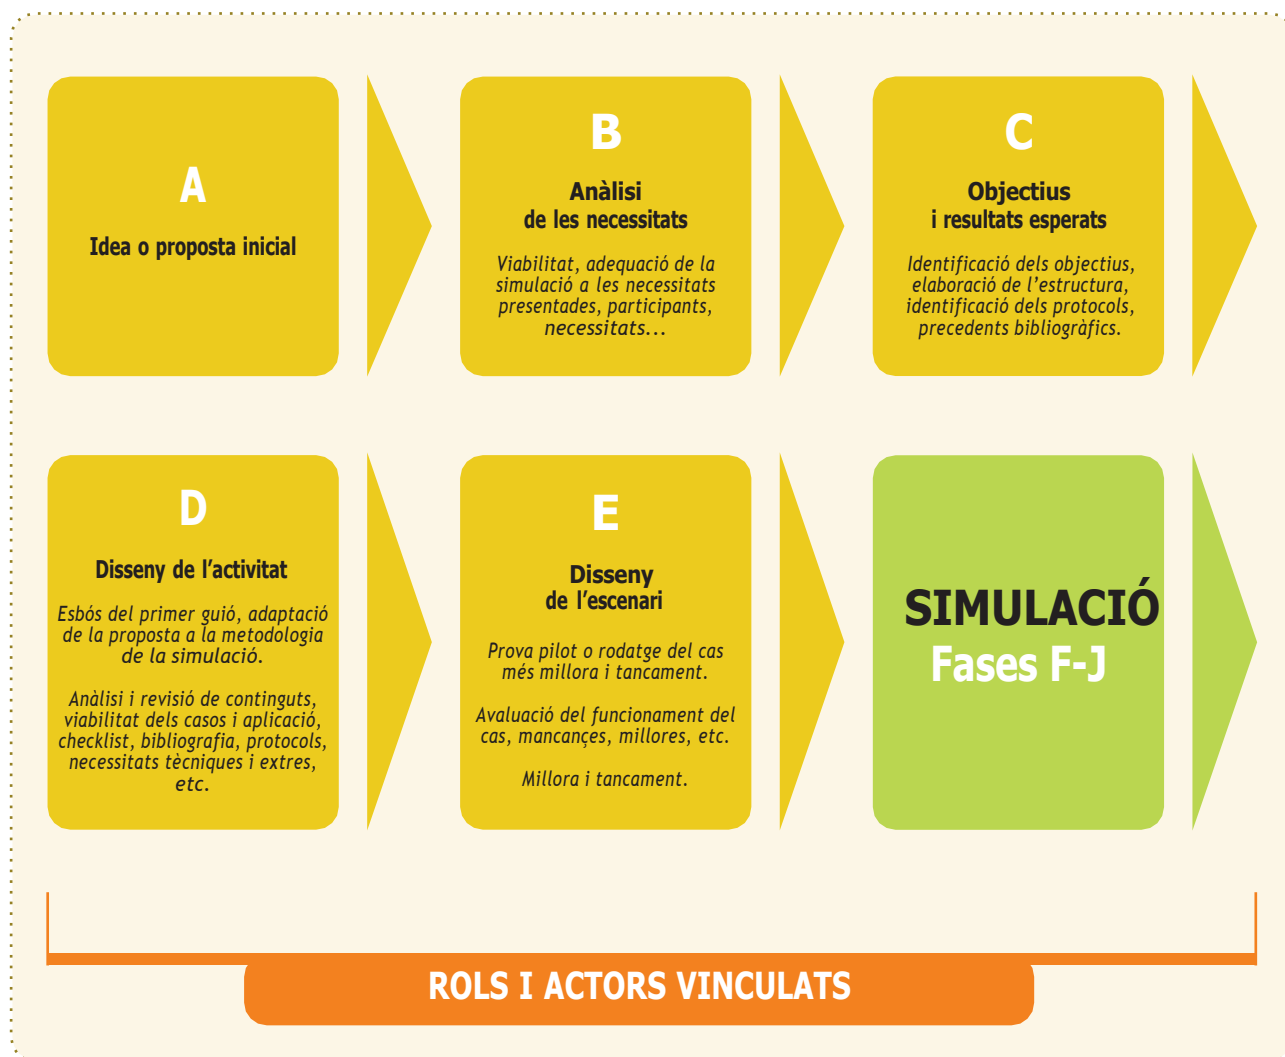 A
Idea o proposta inicial
B
Anàlisi
de les necessitats
Viabilitat, adequació de la
simulació a les necessitats
presentades, participants,
necessitats...
C
Objectius
i resultats esperats
Identificació dels objectius,
elaboració de l'estructura,
identificació dels protocols,
precedents bibliogràfics.
D
Disseny de l'activitat
Esbós del primer guió, adaptació
de la proposta a la metodologia
de la simulació.
Anàlisi i revisió de continguts,
viabilitat dels casos i aplicació,
checklist, bibliografia, protocols,
necessitats tècniques i extres,
etc.
E
Disseny
de l'escenari
Prova pilot o rodatge del cas
més millora i tancament.
Avaluació del funcionament del
cas, mancançes, millores, etc.
Millora i tancament.
SIMULACIÓ
Fases F-J
ROLS I ACTORS VINCULATS